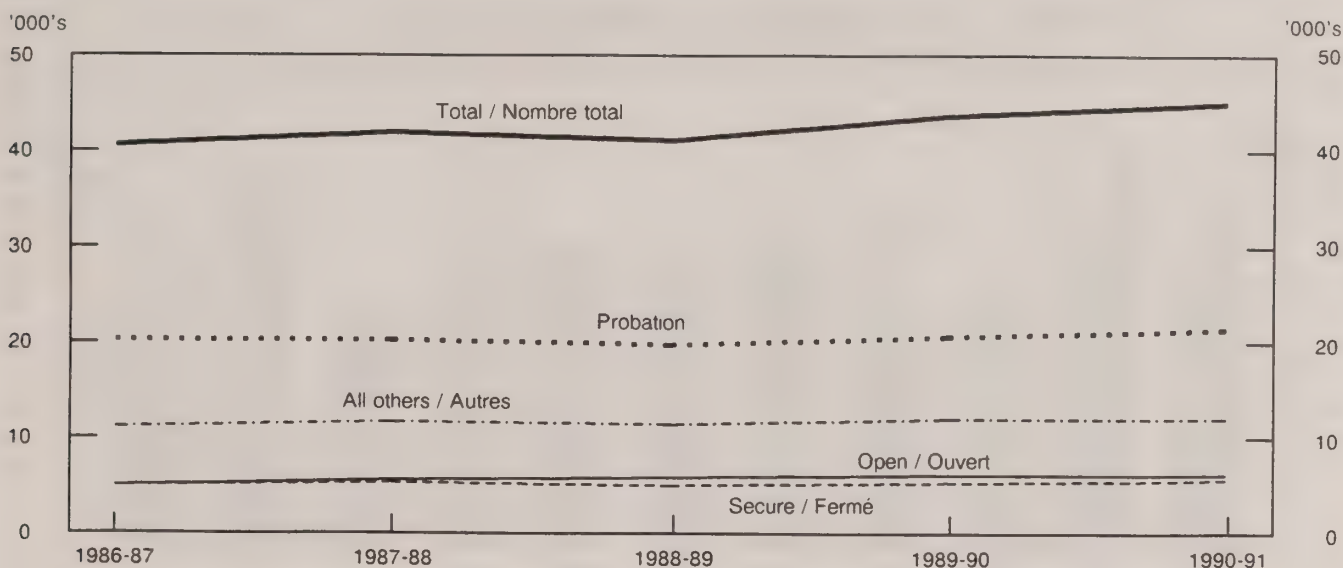 '000's
'000's
50
50
Total / Nombre total
40
40
30
30
Probation
20
20
All others / Autres
10
10
Open / Ouvert
Secure / Fermé
0
0
1986-87
1987-88
1988-89
1989-90
1990-91